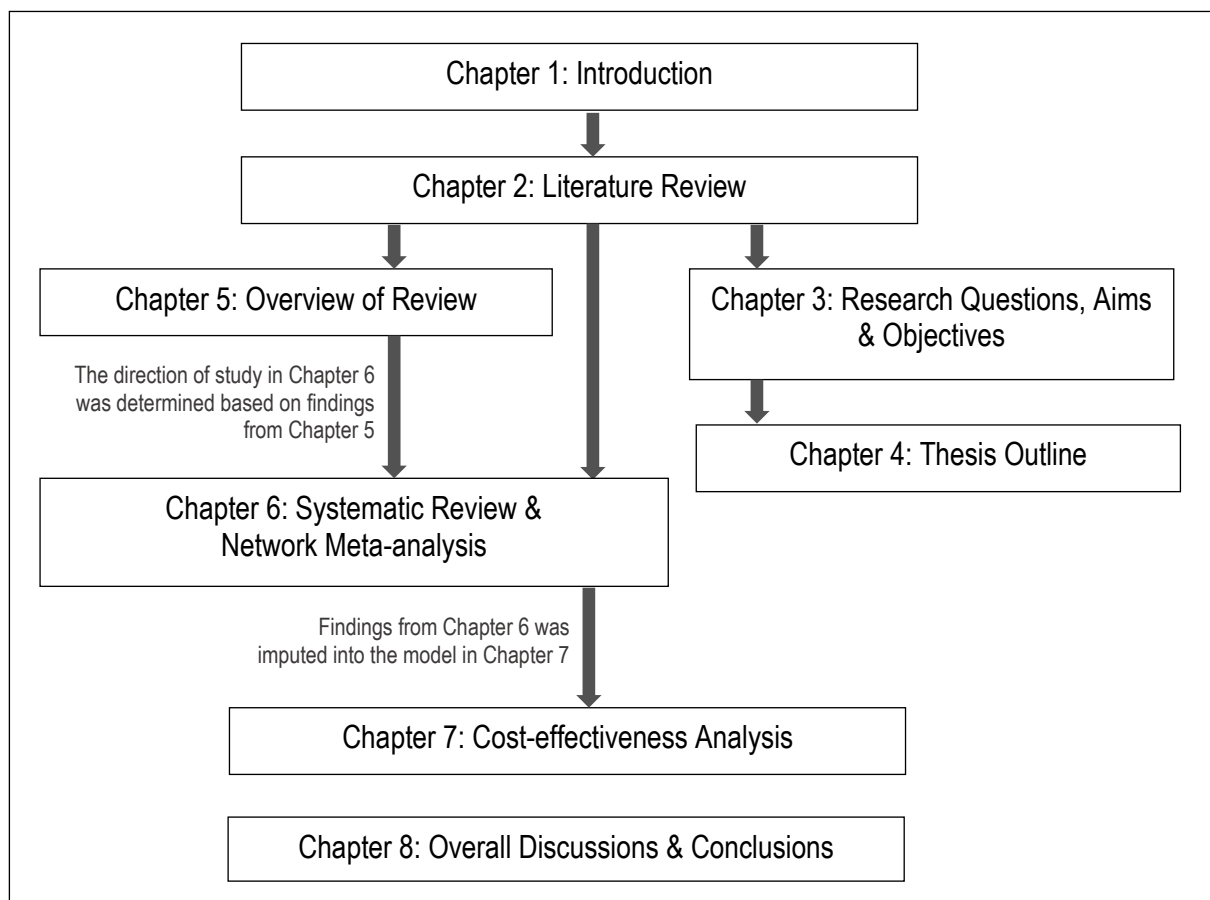 Chapter 1: Introduction
Chapter 2: Literature Review
Chapter 5: Overview of Review
Chapter 3: Research Questions, Aims
& Objectives
The direction of study in Chapter 6
was determined based on findings
from Chapter 5
Chapter 4: Thesis Outline
Chapter 6: Systematic Review &
Network Meta-analysis
Findings from Chapter 6 was
imputed into the model in Chapter 7
Chapter 7: Cost-effectiveness Analysis
Chapter 8: Overall Discussions & Conclusions